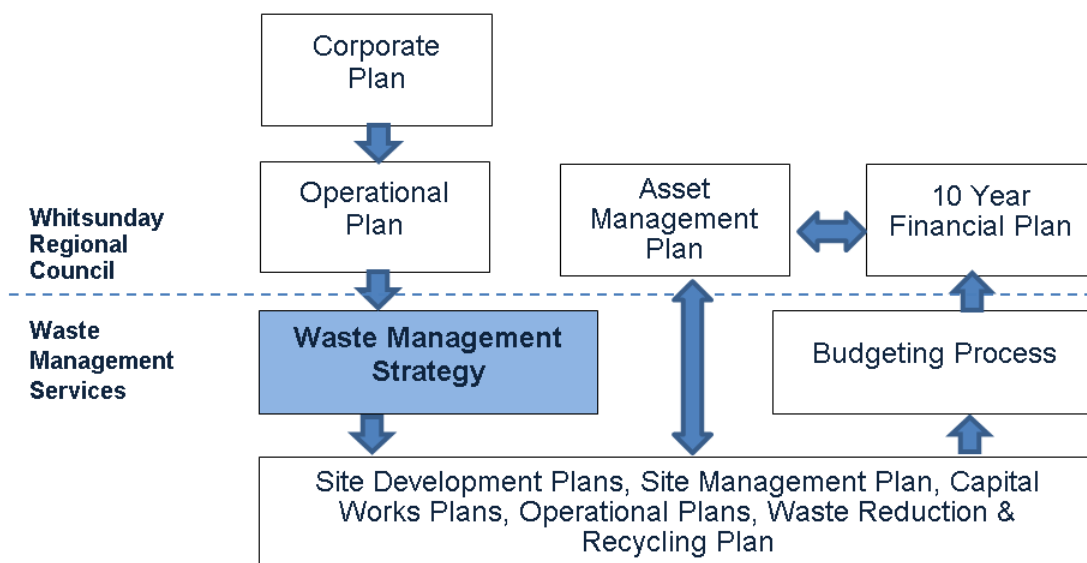 Corporate
Plan
Operational
Plan
Asset
Management
Plan
10 Year
Financial Plan
Whitsunday
Regional
Council
Waste
Management
Services
Waste Management
Strategy
Budgeting Process
Site Development Plans, Site Management Plan, Capital
Works Plans, Operational Plans, Waste Reduction &
Recycling Plan